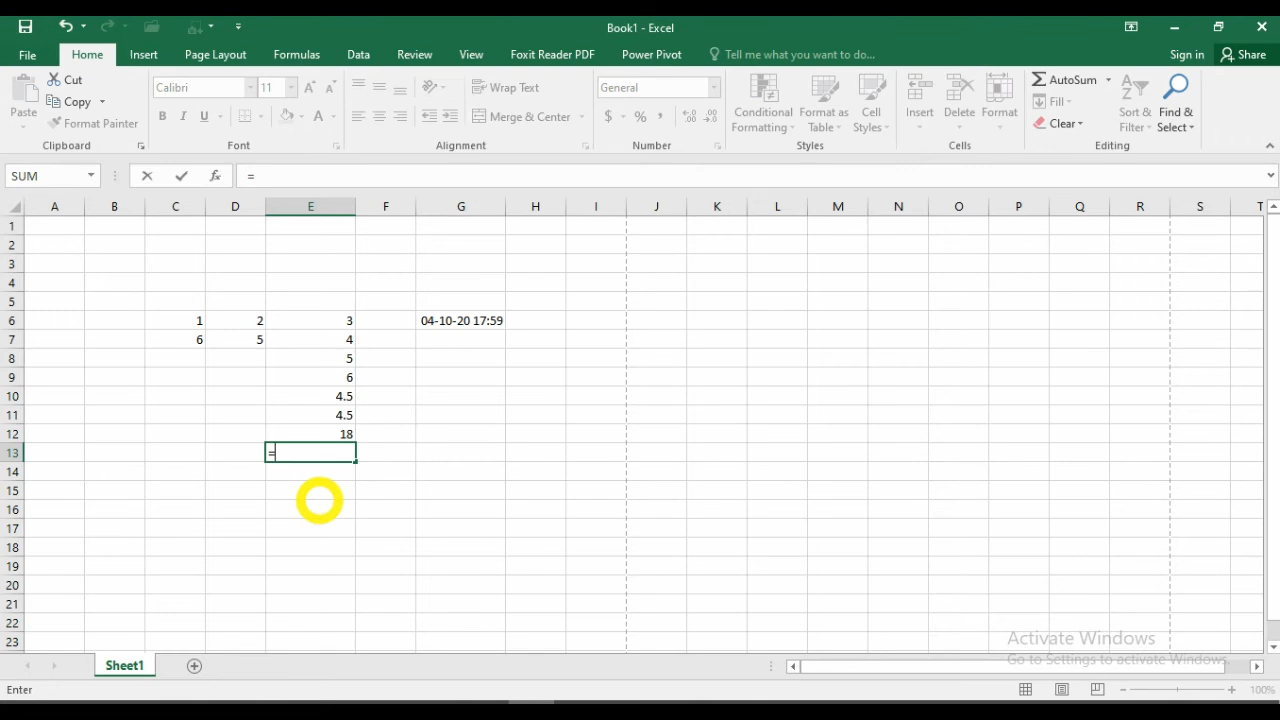 Book1 - Excel
File Home Insert Page Layout Formulas Data Review View Foxit Reader PDF Power Pivot Tell me what you want to do... Sign in Share
Cut
Copy
Format Painter
Paste
Clipboard
Calibri 11
A A
B I U A
Font
Wrap Text
Merge & Center
Alignment
General
$ % , .0 .00 .00 .0
Number
Conditional Formatting
Format as Table
Cell Styles
Styles
Insert Delete Format
Cells
AutoSum
Fill
Clear
Sort & Filter
Find & Select
Editing
SUM fx =
A B C D E F G H I J K L M N O P Q R S T
1
2
3
4
5
6 1 2 3 04-10-20 17:59
7 6 5 4
8 5
9 6
10 4.5
11 4.5
12 18
13 =
14
15
16
17
18
19
20
21
22
23
Activate Windows
Go to Settings to activate Windows.
Sheet1
Enter 100%